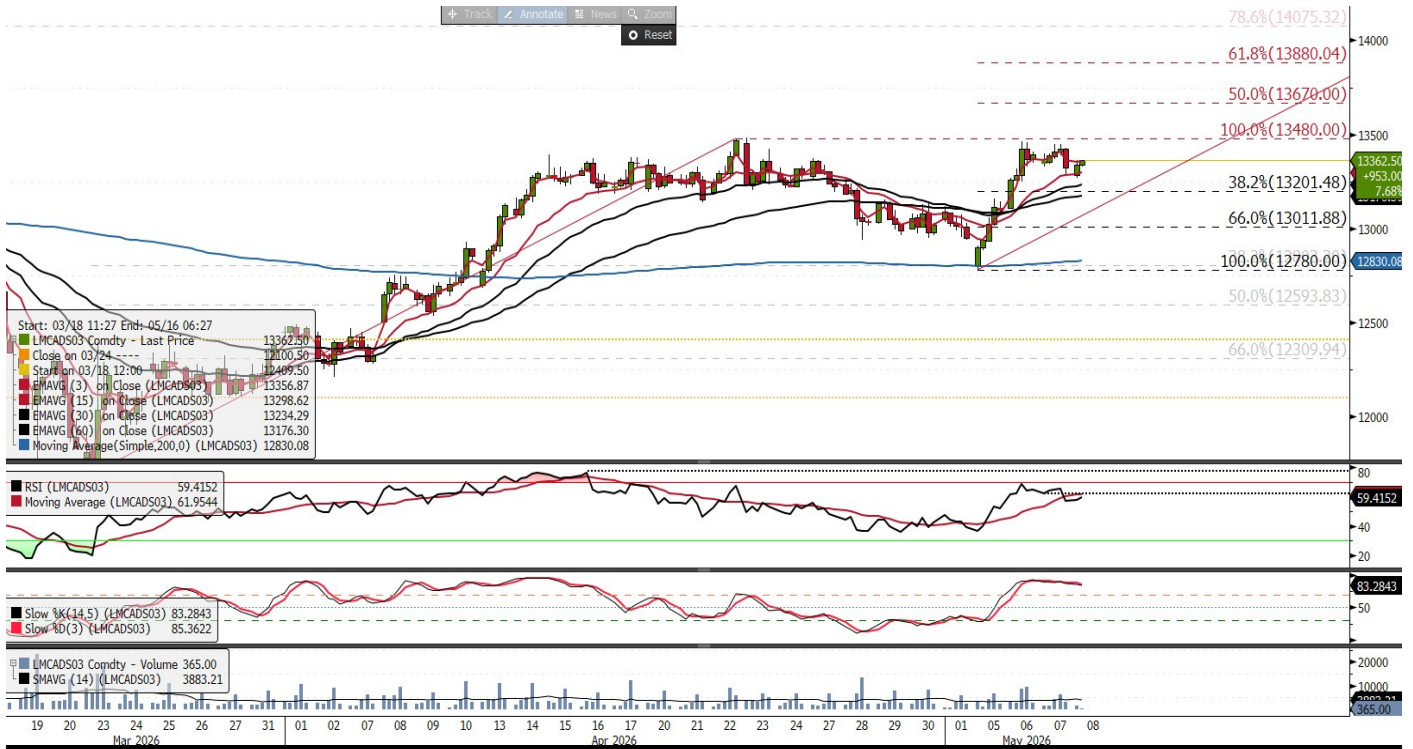 Track Annotate News Zoom
Reset
78.6%(14075.32)
14000
61.8%(13880.04)
50.0%(13670.00)
100.0%(13480.00)
13500
13362.50
+953.00
7.68%
38.2%(13201.48)
66.0%(13011.88)
13000
100.0%(12780.00)
12830.08
50.0%(12593.83)
12500
66.0%(12309.94)
12000
Start: 03/18 11:27 End: 05/16 06:27
LMCADS03 Comdty - Last Price 13362.50
Close on 03/24 ---- 12100.50
Start on 03/18 12:00 12409.50
EMAVG (3) on Close (LMCADS03) 13356.87
EMAVG (15) on Close (LMCADS03) 13298.62
EMAVG (30) on Close (LMCADS03) 13234.29
EMAVG (60) on Close (LMCADS03) 13176.30
Moving Average(Simple,200,0) (LMCADS03) 12830.08
RSI (LMCADS03) 59.4152
Moving Average (LMCADS03) 61.9544
80
59.4152
40
20
Slow %K(14,5) (LMCADS03) 83.2843
Slow %D(3) (LMCADS03) 85.3622
83.2843
50
LMCADS03 Comdty - Volume 365.00
SMAVG (14) (LMCADS03) 3883.21
20000
10000
3883.21
365.00
19 20 23 24 25 26 27 30 31 01 02 07 08 09 10 13 14 15 16 17 20 21 22 23 24 27 28 29 30 01 05 06 07 08
Mar 2026 Apr 2026 May 2026